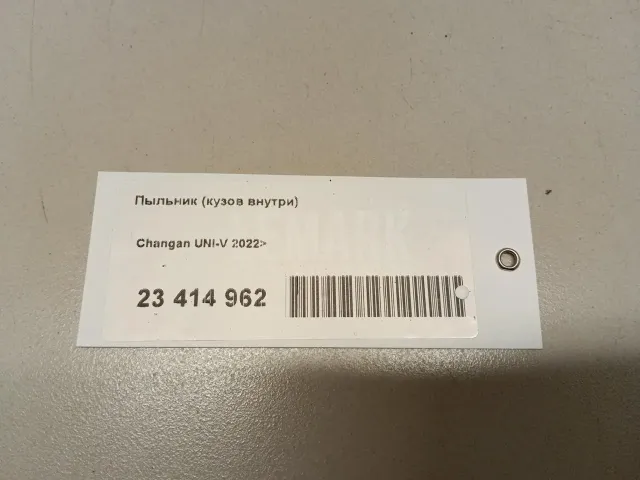 Пыльник (кузов внутри)
Changan UNI-V 2022>
23 414 962